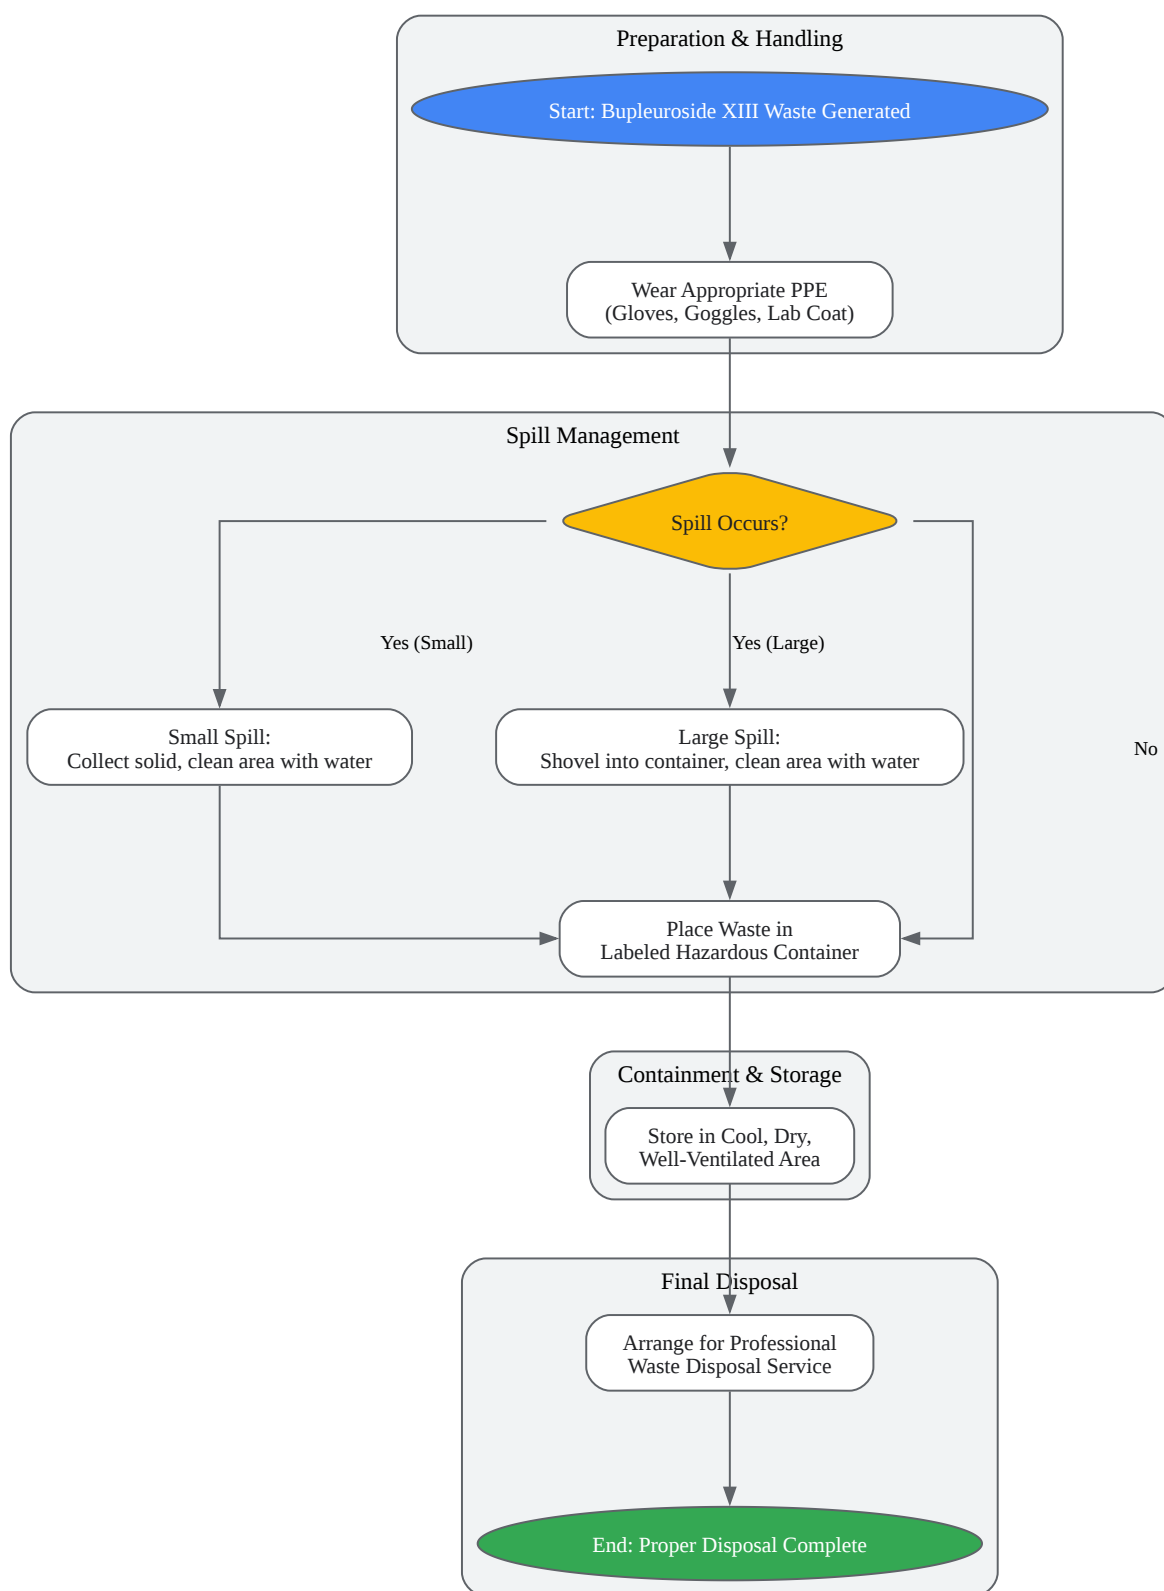 Preparation & Handling
Start: Bupleuroside XIII Waste Generated
Wear Appropriate PPE
(Gloves, Goggles, Lab Coat)
Spill Management
Spill Occurs?
Yes (Small)
Yes (Large)
Small Spill:
Collect solid, clean area with water
Large Spill:
Shovel into container, clean area with water
No
Place Waste in
Labeled Hazardous Container
Containment & Storage
Store in Cool, Dry,
Well-Ventilated Area
Final Disposal
Arrange for Professional
Waste Disposal Service
End: Proper Disposal Complete